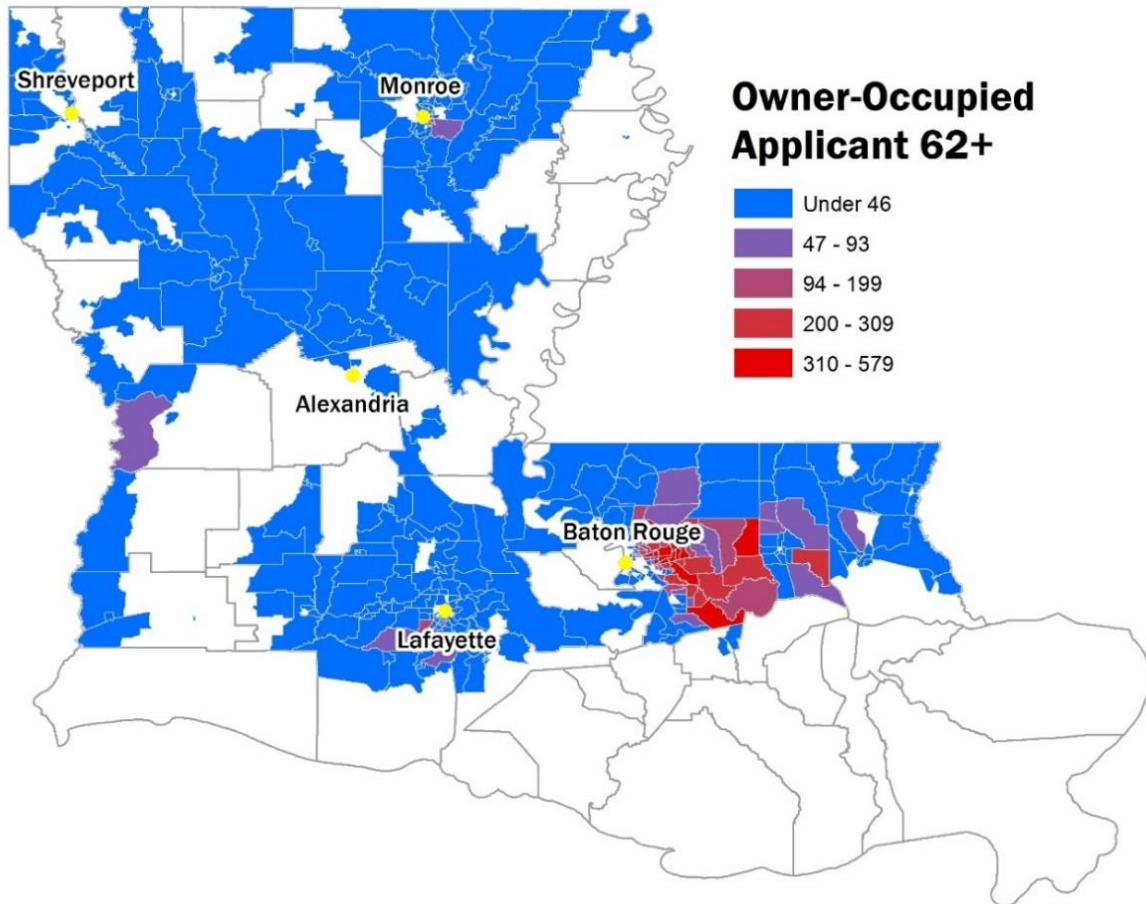 Shreveport
Monroe
Owner-Occupied
Applicant 62+
Under 46
47 - 93
94 - 199
200 - 309
310 - 579
Alexandria
Baton Rouge
Lafayette